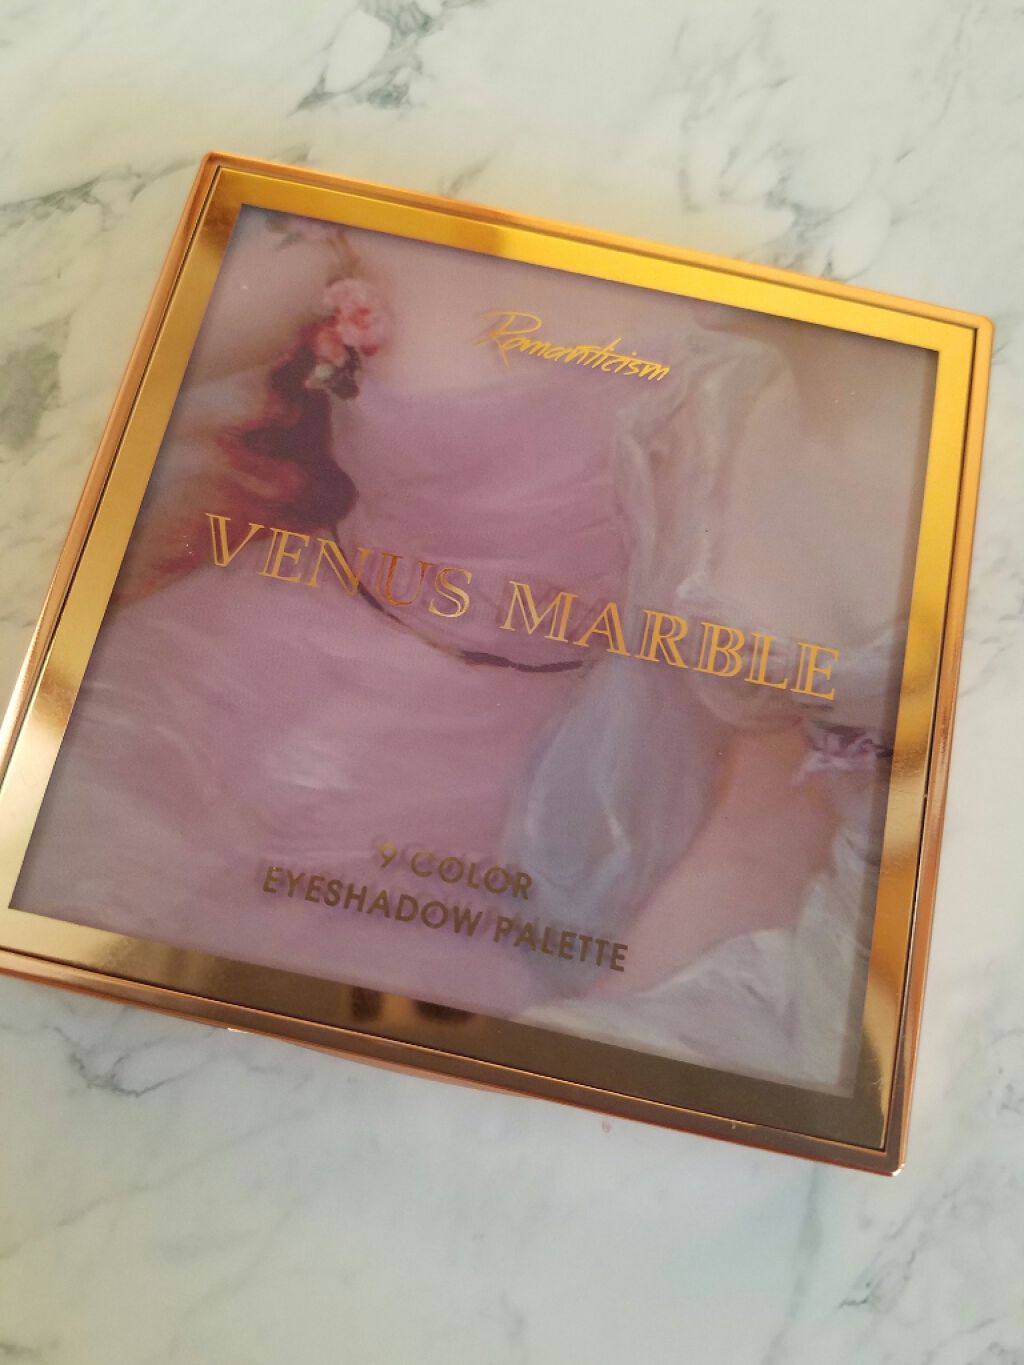 Romanticism
VENUS MARBLE
9 COLOR
EYESHADOW PALETTE